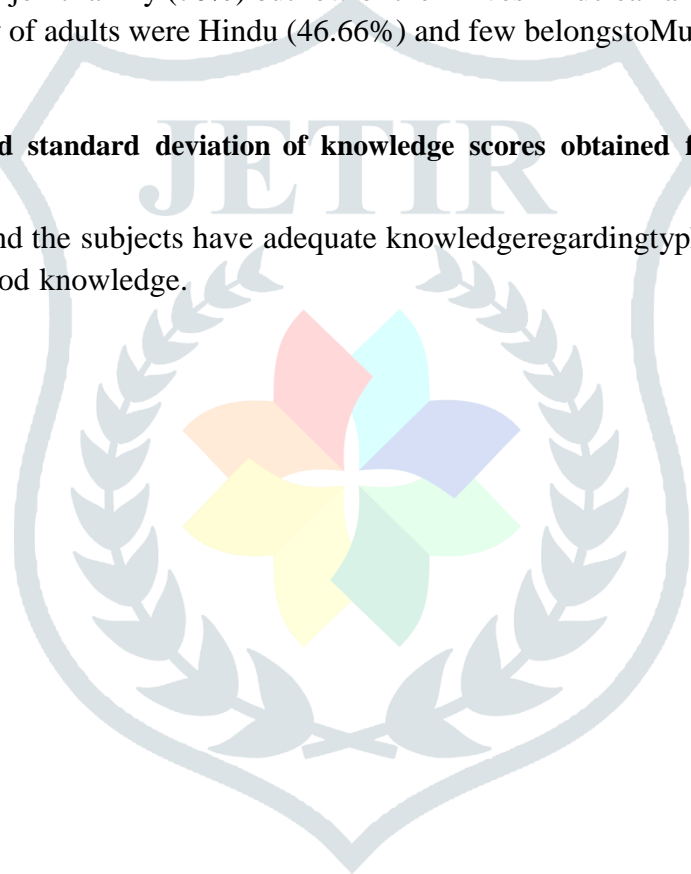 y of adults were Hindu (46.66%) and few belongstoMu
JETIR
d standard deviation of knowledge scores obtained f
nd the subjects have adequate knowledgeregardingtyp
od knowledge.